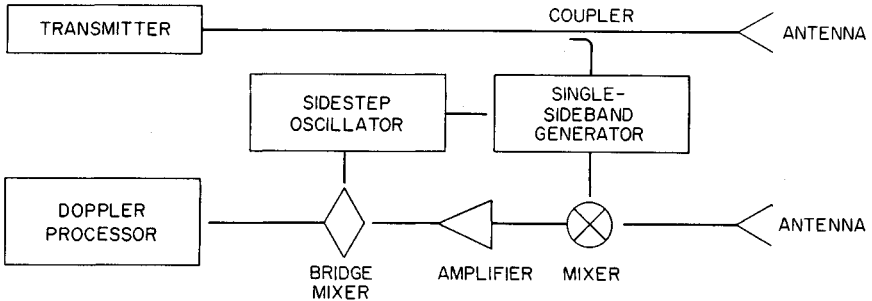 TRANSMITTER
COUPLER
ANTENNA
SIDESTEP
OSCILLATOR
SINGLE-
SIDEBAND
GENERATOR
DOPPLER
PROCESSOR
BRIDGE
MIXER
AMPLIFIER
MIXER
ANTENNA